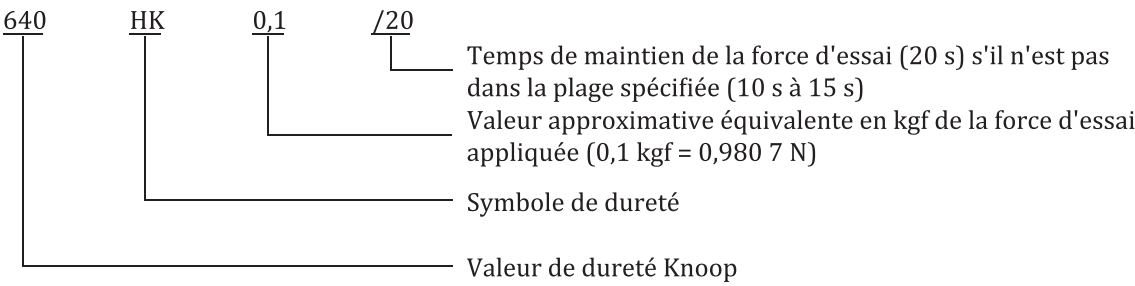 640 HK 0,1 /20
Temps de maintien de la force d'essai (20 s) s'il n'est pas
dans la plage spécifiée (10 s à 15 s)
Valeur approximative équivalente en kgf de la force d'essai
appliquée (0,1 kgf = 0,980 7 N)
Symbole de dureté
Valeur de dureté Knoop